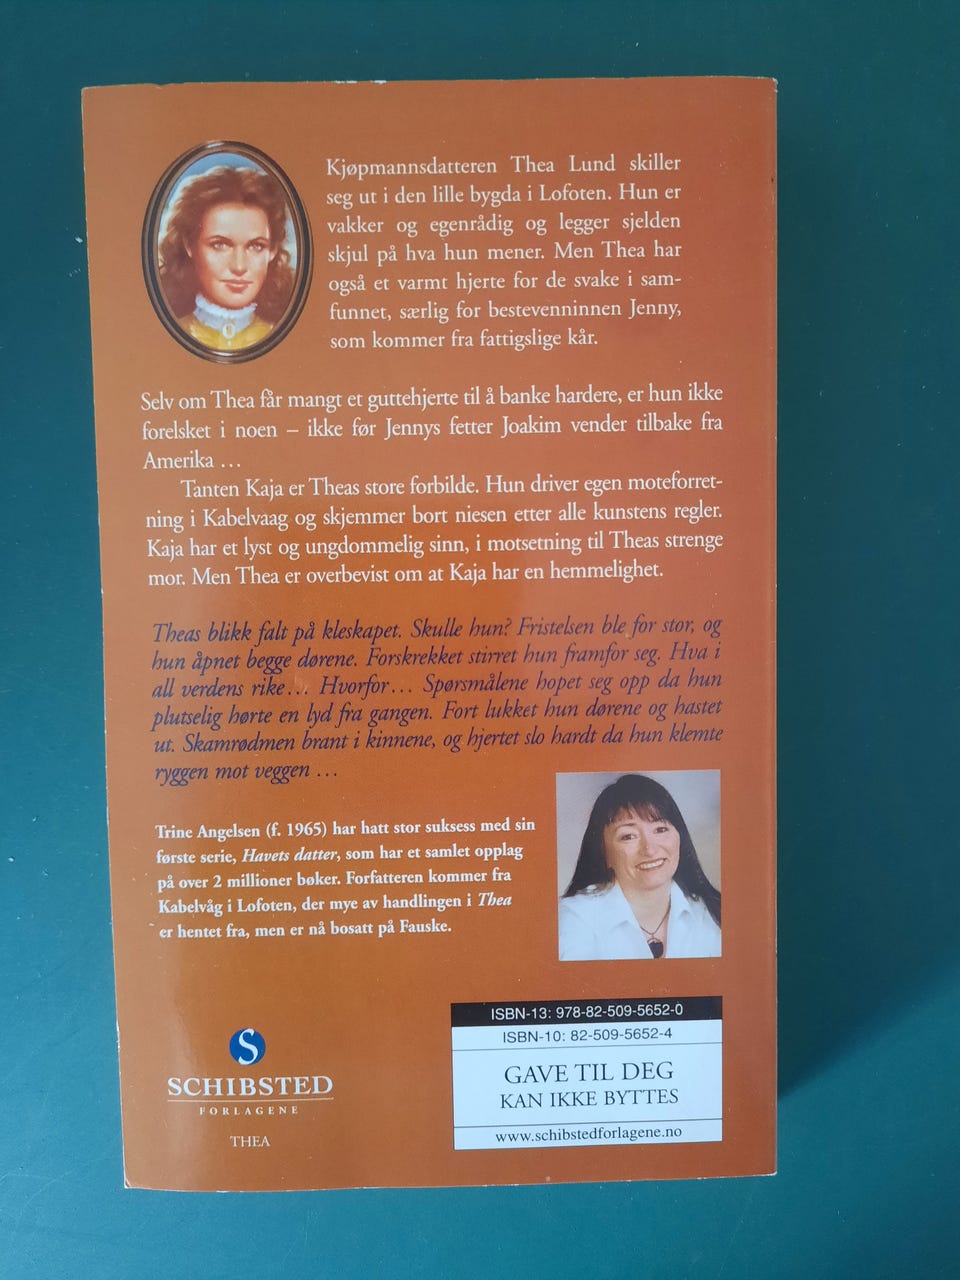 Kjøpmannsdatteren Thea Lund skiller
seg ut i den lille bygda i Lofoten. Hun er
vakker og egenrådig og legger sjelden
skjul på hva hun mener. Men Thea har
også et varmt hjerte for de svake i sam-
funnet, særlig for bestevenninnen Jenny,
som kommer fra fattigslige kår.
Selv om Thea får mangt et guttehjerte til å banke hardere, er hun ikke
forelsket i noen – ikke før Jennys fetter Joakim vender tilbake fra
Amerika …
Tanten Kaja er Theas store forbilde. Hun driver egen moteforret-
ning i Kabelvaag og skjemmer bort niesen etter alle kunstens regler.
Kaja har et lyst og ungdommelig sinn, i motsetning til Theas strenge
mor. Men Thea er overbevist om at Kaja har en hemmelighet.
Theas blikk falt på kleskapet. Skulle hun? Fristelsen ble for stor, og
hun åpnet begge dørene. Forskrekket stirret hun framfor seg. Hva i
all verdens rike… Hvorfor… Spørsmålene hopet seg opp da hun
plutselig hørte en lyd fra gangen. Fort lukket hun dørene og hastet
ut. Skamrødmen brant i kinnene, og hjertet slo hardt da hun klemte
ryggen mot veggen …
Trine Angelsen (f. 1965) har hatt stor suksess med sin
første serie, Havets datter, som har et samlet opplag
på over 2 millioner bøker. Forfatteren kommer fra
Kabelvåg i Lofoten, der mye av handlingen i Thea
er hentet fra, men er nå bosatt på Fauske.
ISBN-13: 978-82-509-5652-0
ISBN-10: 82-509-5652-4
GAVE TIL DEG
KAN IKKE BYTTES
www.schibstedforlagene.no
S
SCHIBSTED
FORLAGENE
THEA